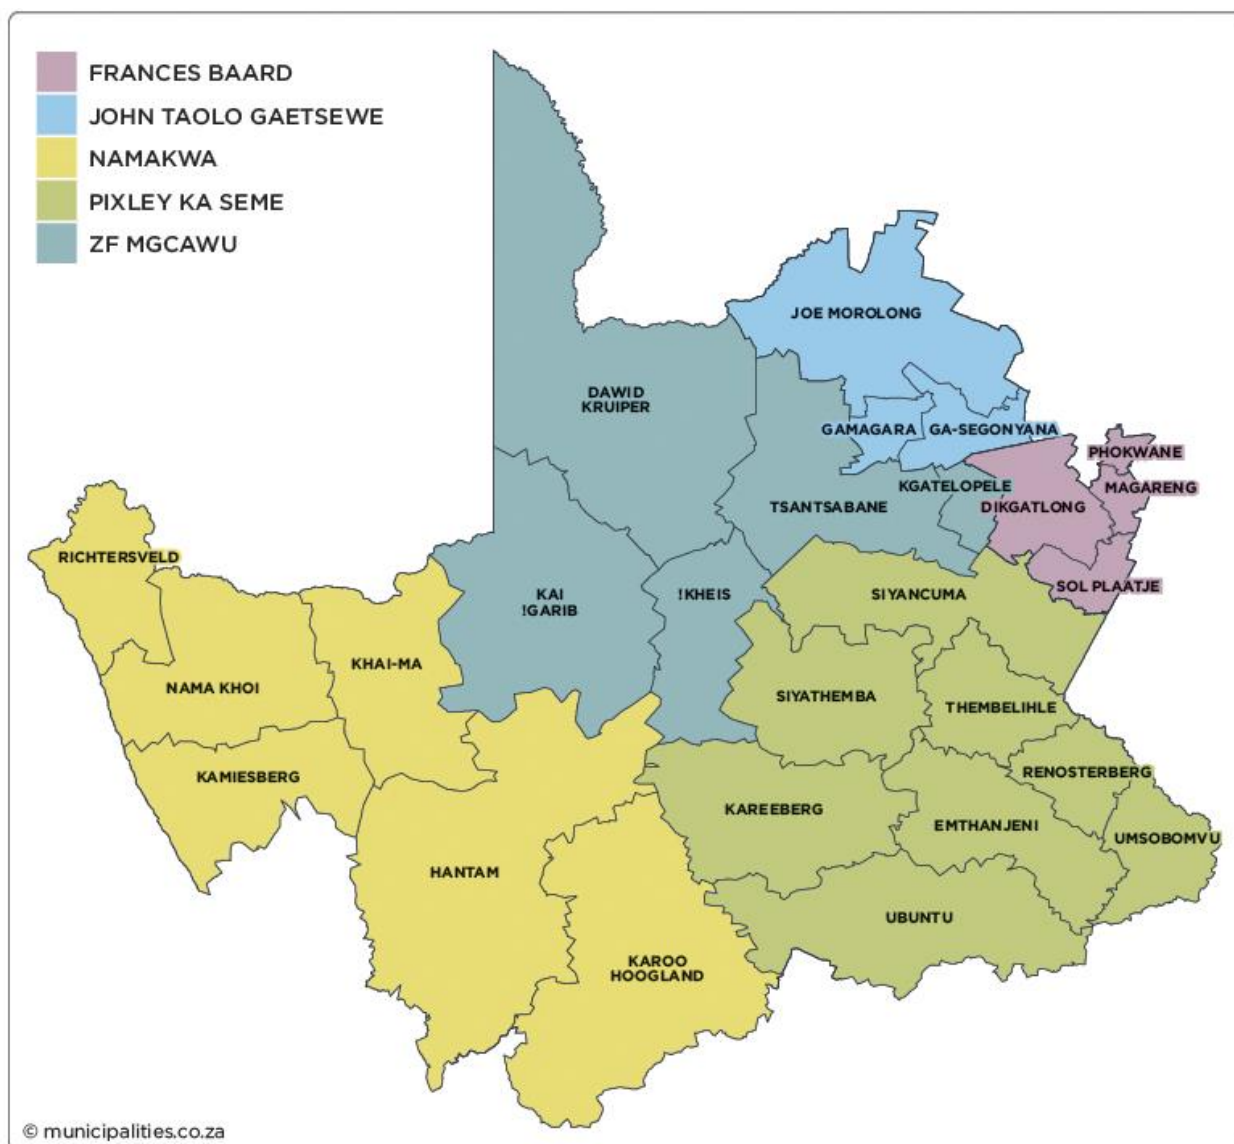 FRANCES BAARD
JOHN TAOLO GAETSEWE
NAMAKWA
PIXLEY KA SEME
ZF MGCAWU
JOE MOROLONG
DAWID
KRUIPER
GAMAGARA
GA-SEGONYANA
PHOKWANE
KGATELOPELE
MAGARENG
TSANTSABANE
DIKGATLONG
RICHTERSVELD
SOL PLAATJE
KAI
!GARIB
!KHEIS
SIYANCUMA
KHAI-MA
NAMA KHOI
SIYATHEMBA
THEMBELIHLE
KAMIESBERG
RENOSTERBERG
KAREEBERG
EMTHANJENI
UMSOBOMVU
HANTAM
UBUNTU
KAROO
HOOGLAND
© municipalities.co.za